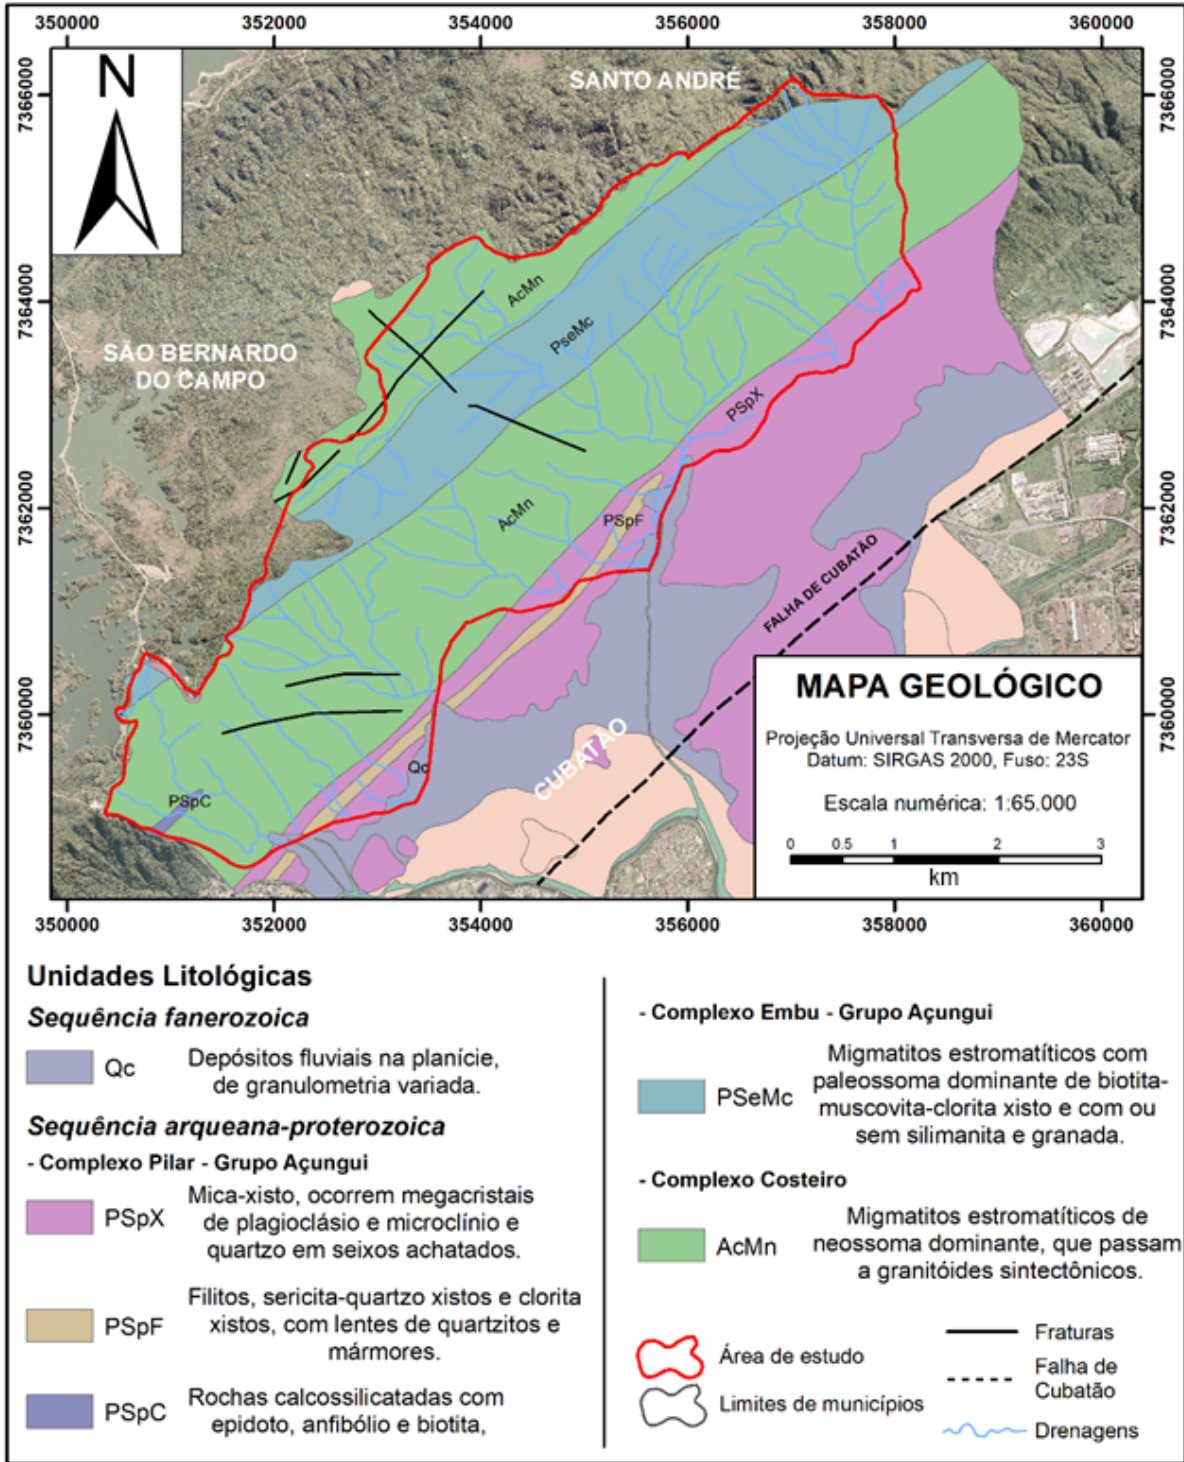 350000
352000
354000
356000
358000
360000
7366000
7364000
7362000
7360000
7366000
7364000
7362000
7360000
N
SANTO ANDRÉ
SÃO BERNARDO
DO CAMPO
AcMn
PseMc
PSpX
AcMn
PSpF
FALHA DE CUBATÃO
CUBATÃO
Qc
PSpC
MAPA GEOLÓGICO
Projeção Universal Transversa de Mercator
Datum: SIRGAS 2000, Fuso: 23S
Escala numérica: 1:65.000
0 0.5 1 2 3
km
350000
352000
354000
356000
358000
360000
Unidades Litológicas
Sequência fanerozoica
Qc
Depósitos fluviais na planície,
de granulometria variada.
Sequência arqueana-proterozoica
- Complexo Pilar - Grupo Açungui
PSpX
Mica-xisto, ocorrem megacristais
de plagioclásio e microclínio e
quartzo em seixos achatados.
PSpF
Filitos, sericita-quartzo xistos e clorita
xistos, com lentes de quartzitos e
mármores.
PSpC
Rochas calcossilicatadas com
epidoto, anfibólio e biotita,
- Complexo Embu - Grupo Açungui
PSeMc
Migmatitos estromatíticos com
paleossoma dominante de biotita-
muscovita-clorita xisto e com ou
sem silimanita e granada.
- Complexo Costeiro
AcMn
Migmatitos estromatíticos de
neossoma dominante, que passam
a granitóides sintectônicos.
Área de estudo
Limites de municípios
Fraturas
Falha de
Cubatão
Drenagens